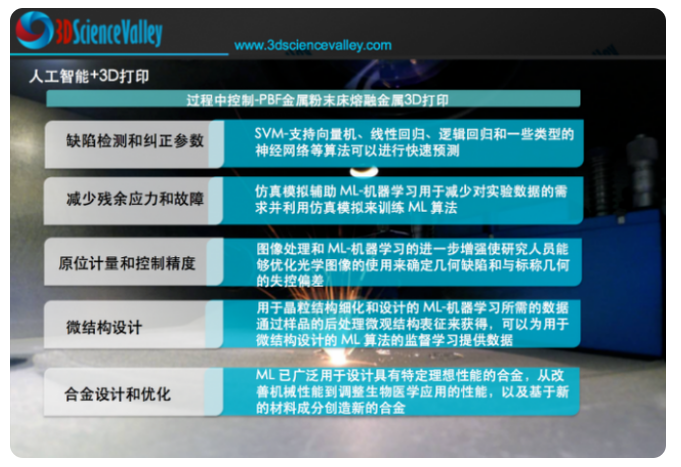 3DScienceValley
www.3dsciencevalley.com
人工智能+3D打印
过程中控制-PBF金属粉末床熔融金属3D打印
缺陷检测和纠正参数
SVM-支持向量机、线性回归、逻辑回归和一些类型的
神经网络等算法可以进行快速预测
减少残余应力和故障
仿真模拟辅助 ML-机器学习用于减少对实验数据的需
求并利用仿真模拟来训练 ML 算法
原位计量和控制精度
图像处理和 ML-机器学习的进一步增强使研究人员能
够优化光学图像的使用来确定几何缺陷和与标称几何
的失控偏差
微结构设计
用于晶粒结构细化和设计的 ML-机器学习所需的数据
通过样品的后处理微观结构表征来获得，可以为用于
微结构设计的 ML 算法的监督学习提供数据
合金设计和优化
ML 已广泛用于设计具有特定理想性能的合金，从改
善机械性能到调整生物医学应用的性能，以及基于新
的材料成分创造新的合金